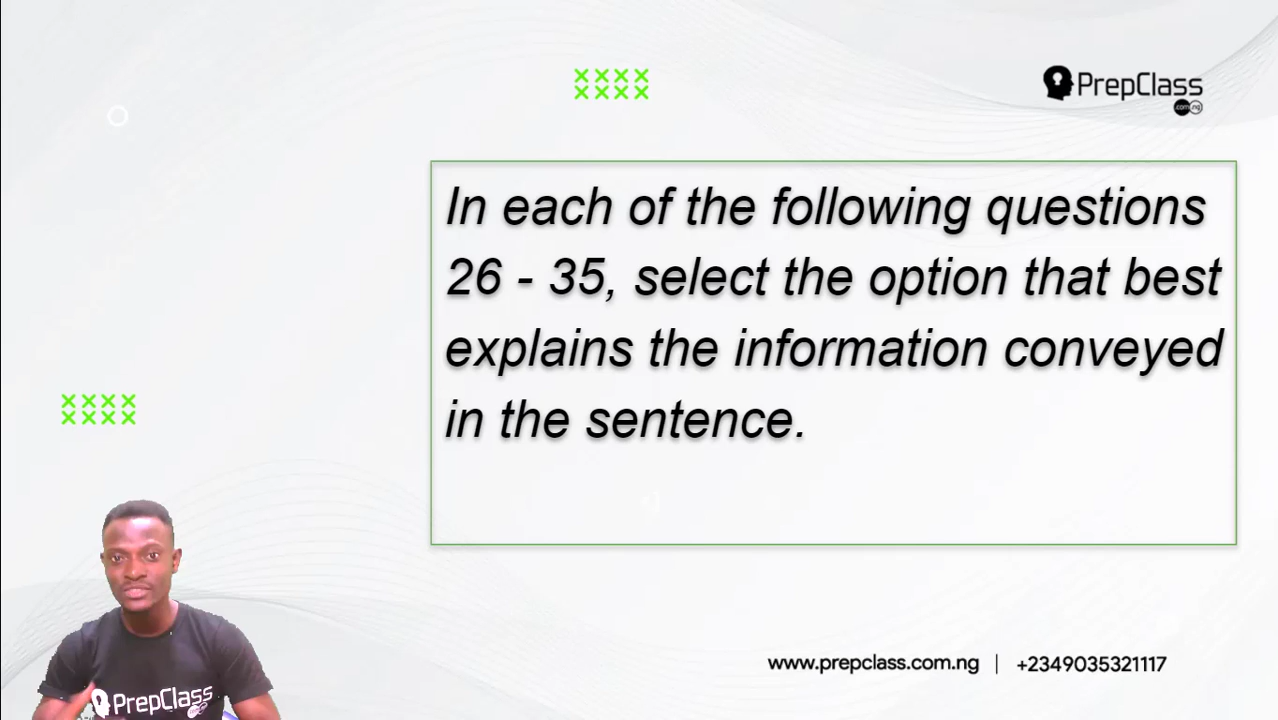 PrepClass
.com.ng
In each of the following questions
26 - 35, select the option that best
explains the information conveyed
in the sentence.
PrepClass
www.prepclass.com.ng | +2349035321117